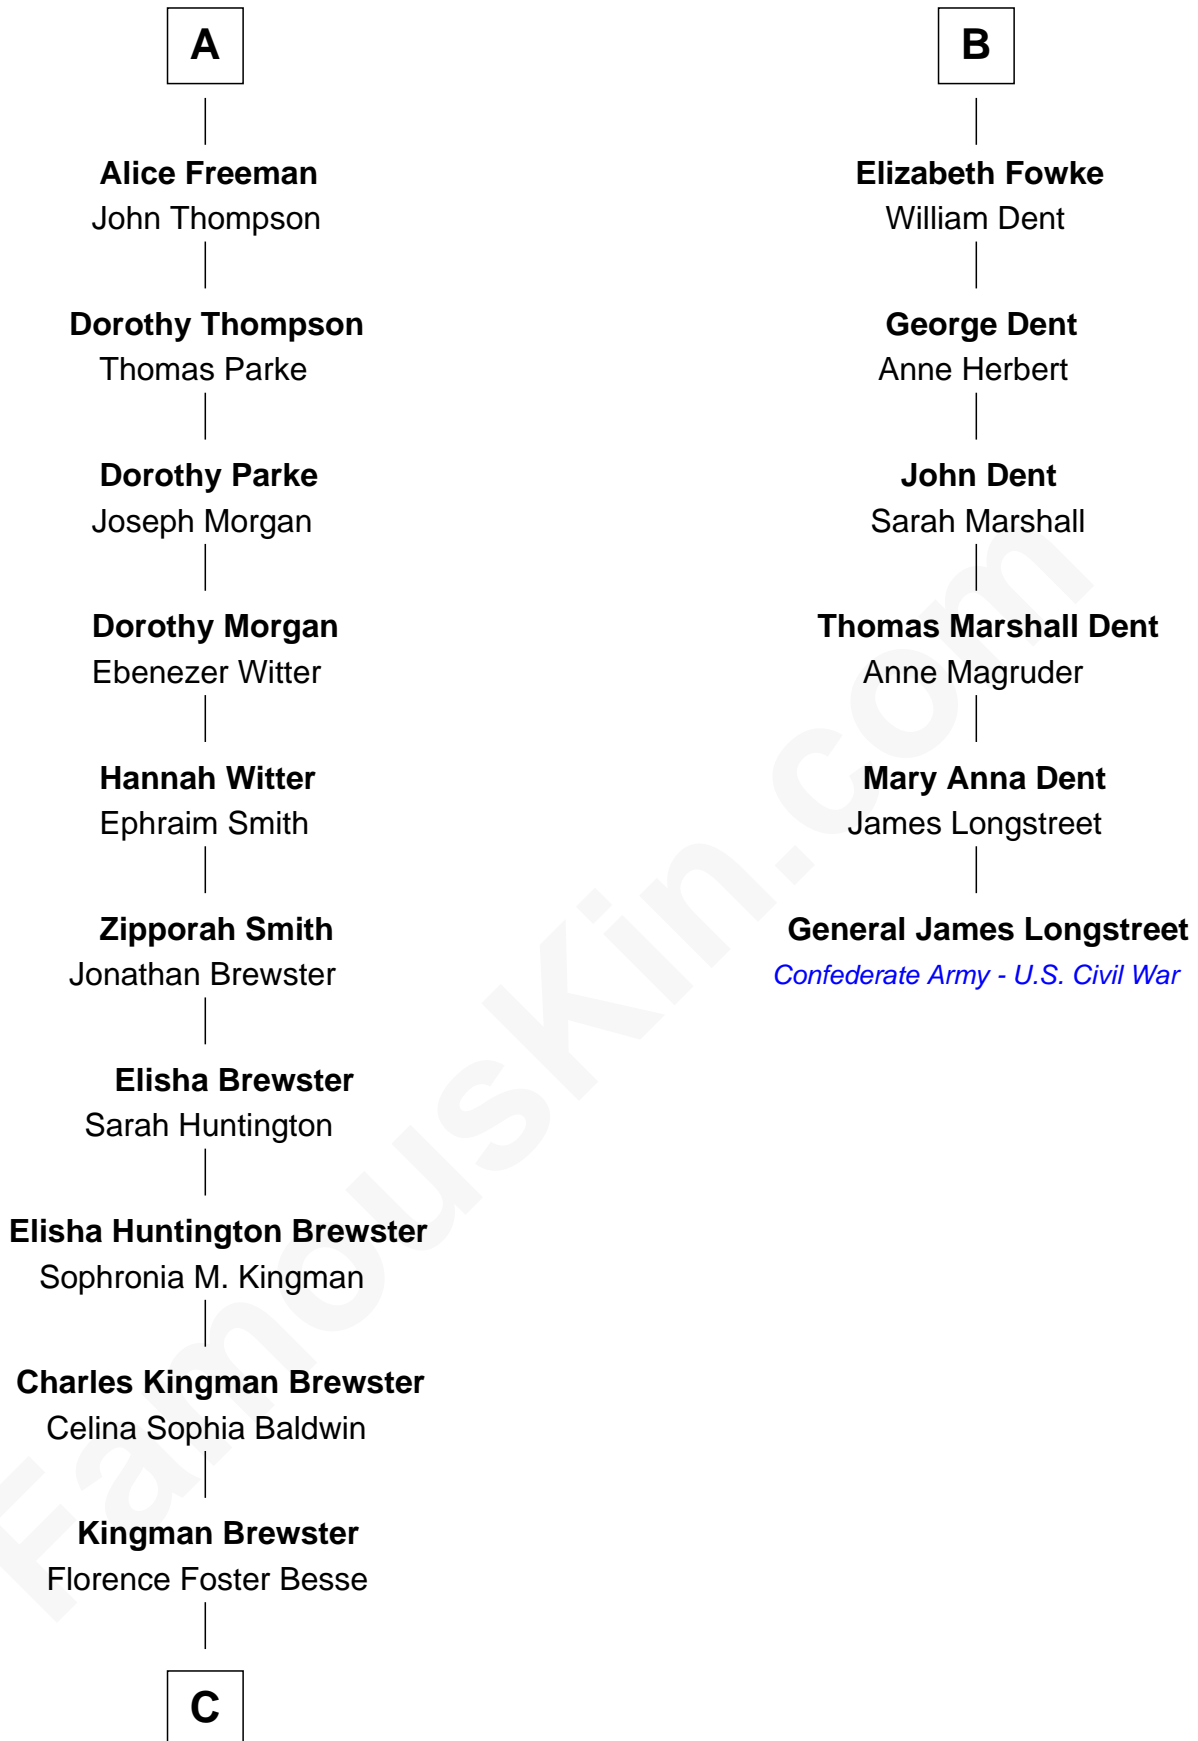 A
Alice Freeman
John Thompson
Dorothy Thompson
Thomas Parke
Dorothy Parke
Joseph Morgan
Dorothy Morgan
Ebenezer Witter
Hannah Witter
Ephraim Smith
Zipporah Smith
Jonathan Brewster
Elisha Brewster
Sarah Huntington
Elisha Huntington Brewster
Sophronia M. Kingman
Charles Kingman Brewster
Celina Sophia Baldwin
Kingman Brewster
Florence Foster Besse
C
B
Elizabeth Fowke
William Dent
George Dent
Anne Herbert
John Dent
Sarah Marshall
Thomas Marshall Dent
Anne Magruder
Mary Anna Dent
James Longstreet
General James Longstreet
Confederate Army - U.S. Civil War
FamousKin.com